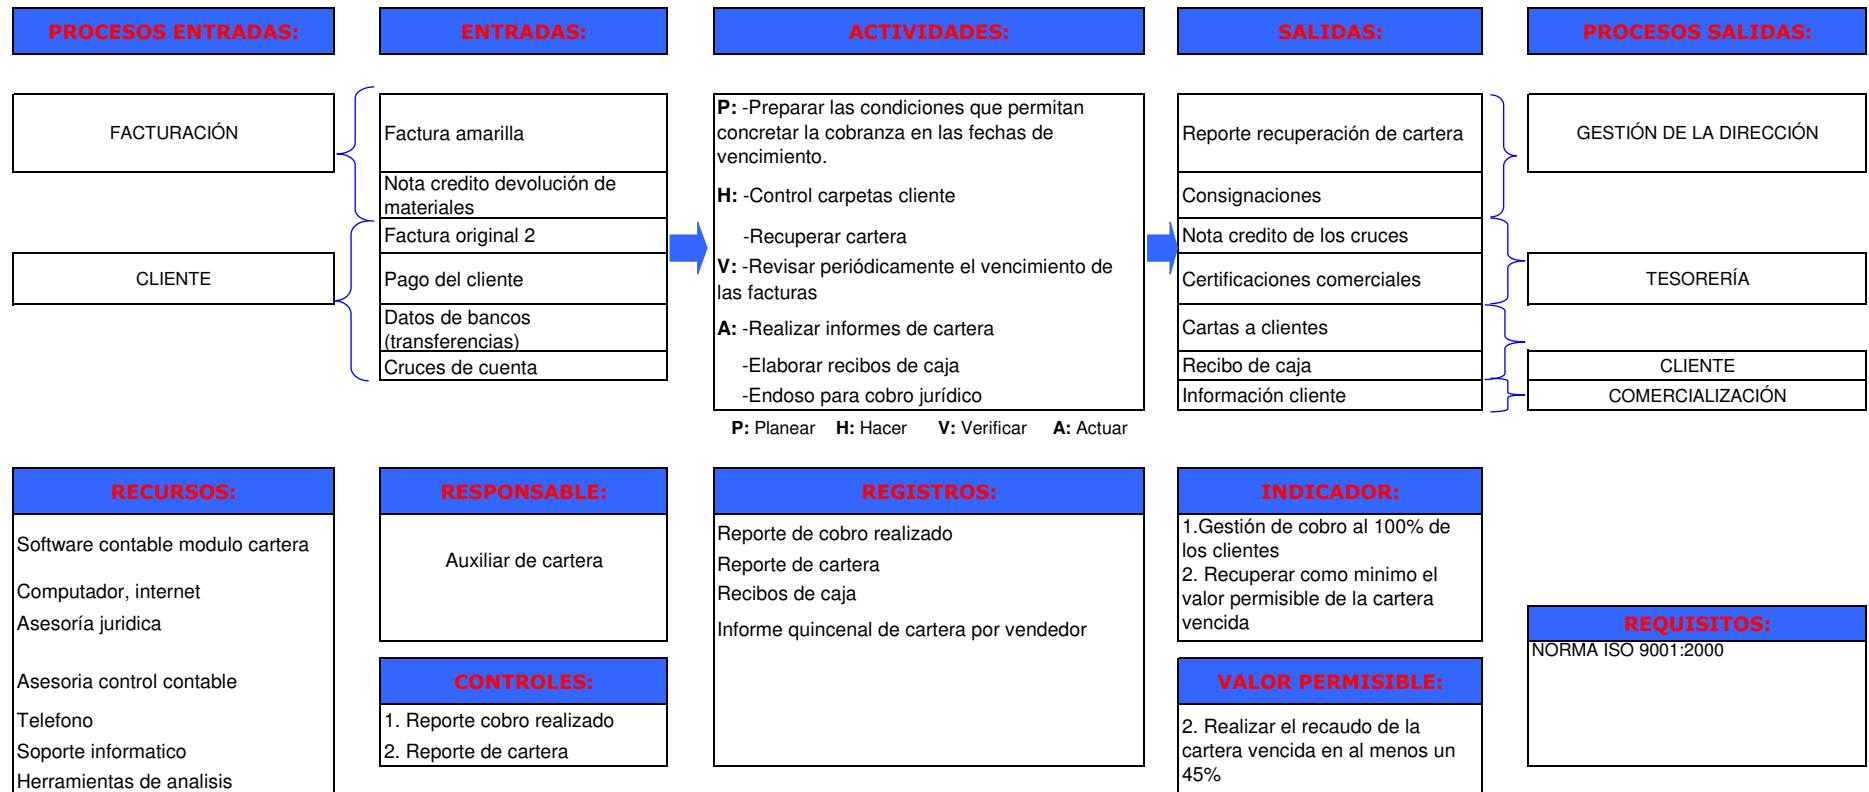 PROCESOS ENTRADAS:
ENTRADAS:
ACTIVIDADES:
SALIDAS:
PROCESOS SALIDAS:
FACTURACIÓN
CLIENTE
Factura amarilla
Nota credito devolución de
materiales
Factura original 2
Pago del cliente
Datos de bancos
(transferencias)
Cruces de cuenta
P: -Preparar las condiciones que permitan
concretar la cobranza en las fechas de
vencimiento.
H: -Control carpetas cliente
-Recuperar cartera
V: -Revisar periódicamente el vencimiento de
las facturas
A: -Realizar informes de cartera
-Elaborar recibos de caja
-Endoso para cobro jurídico
P: Planear H: Hacer V: Verificar A: Actuar
Reporte recuperación de cartera
Consignaciones
Nota credito de los cruces
Certificaciones comerciales
Cartas a clientes
Recibo de caja
Información cliente
GESTIÓN DE LA DIRECCIÓN
TESORERÍA
CLIENTE
COMERCIALIZACIÓN
RECURSOS:
Software contable modulo cartera
Computador, internet
Asesoría juridica
Asesoria control contable
Telefono
Soporte informatico
Herramientas de analisis
RESPONSABLE:
Auxiliar de cartera
CONTROLES:
1. Reporte cobro realizado
2. Reporte de cartera
REGISTROS:
Reporte de cobro realizado
Reporte de cartera
Recibos de caja
Informe quincenal de cartera por vendedor
INDICADOR:
1.Gestión de cobro al 100% de
los clientes
2. Recuperar como minimo el
valor permisible de la cartera
vencida
VALOR PERMISIBLE:
2. Realizar el recaudo de la
cartera vencida en al menos un
45%
REQUISITOS:
NORMA ISO 9001:2000